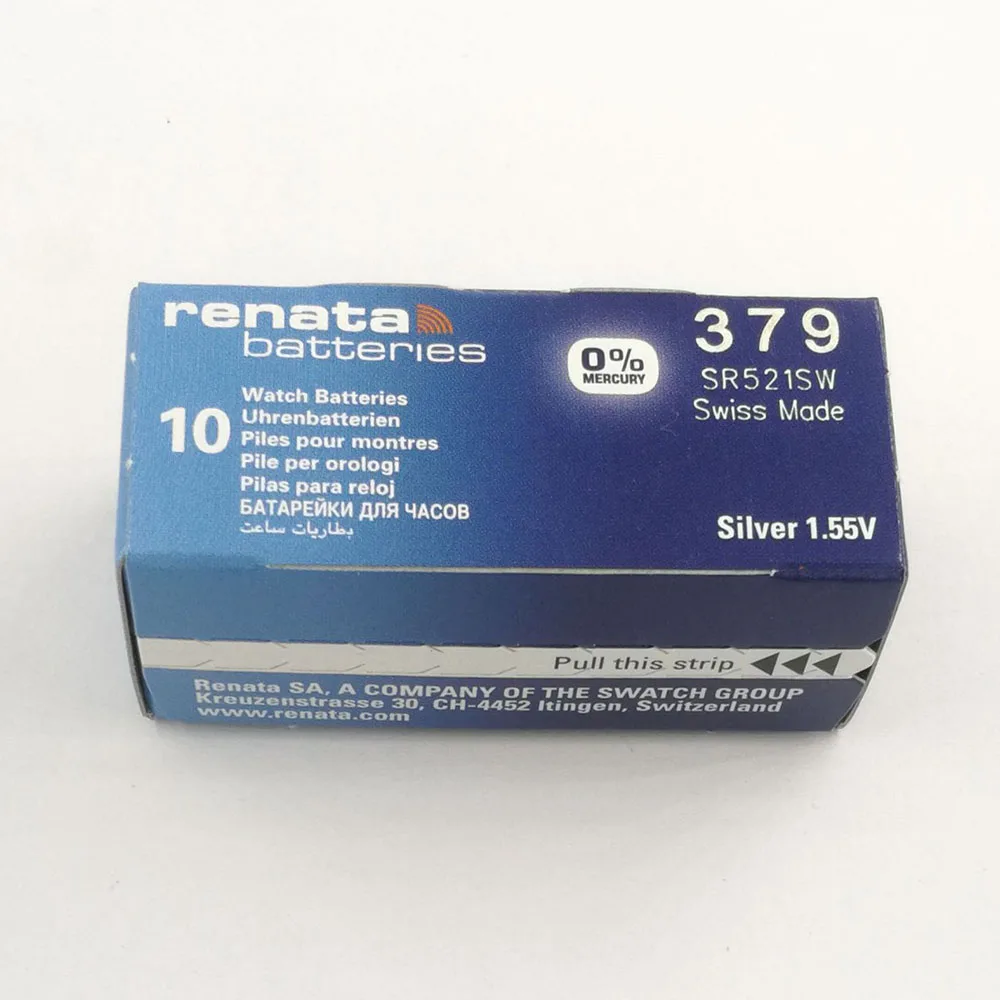 renata
batteries
0%
MERCURY
379
SR521SW
Swiss Made
10
Watch Batteries
Uhrenbatterien
Piles pour montres
Pile per orologi
Pilas para reloj
БАТАРЕЙКИ ДЛЯ ЧАСОВ
بطاريات ساعت
Silver 1.55V
Pull this strip
Renata SA, A COMPANY OF THE SWATCH GROUP
Kreuzenstrasse 30, CH-4452 Itingen, Switzerland
www.renata.com